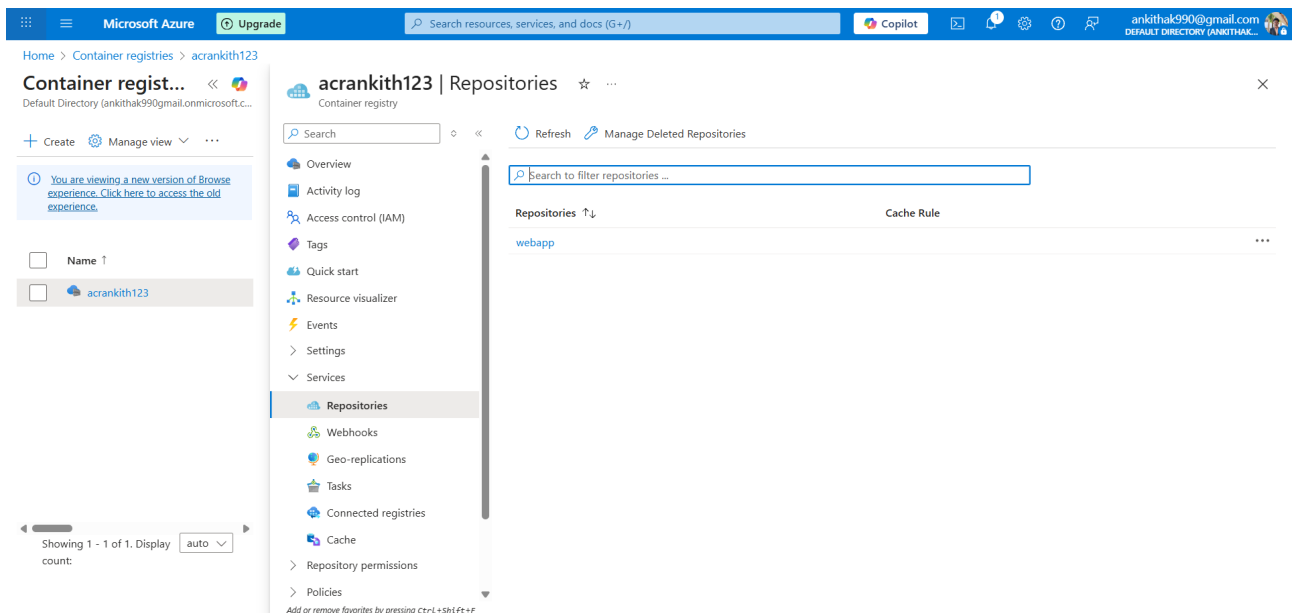 Microsoft Azure
Upgrade
Search resources, services, and docs (G+/)
Copilot
1
ankithak990@gmail.com
DEFAULT DIRECTORY (ANKITHAK...
Home > Container registries > acrankith123
Container regist...
Default Directory (ankithak990gmail.onmicrosoft.c...
Create
Manage view
...
You are viewing a new version of Browse
experience. Click here to access the old
experience.
Name ↑
acrankith123
Showing 1 - 1 of 1. Display
count:
auto
acrankith123 | Repositories
...
Container registry
Search
Overview
Activity log
Access control (IAM)
Tags
Quick start
Resource visualizer
Events
Settings
Services
Repositories
Webhooks
Geo-replications
Tasks
Connected registries
Cache
Repository permissions
Policies
Add or remove favorites by pressing Ctrl+Shift+F
Refresh
Manage Deleted Repositories
Search to filter repositories ...
Repositories ↑↓
Cache Rule
webapp
...